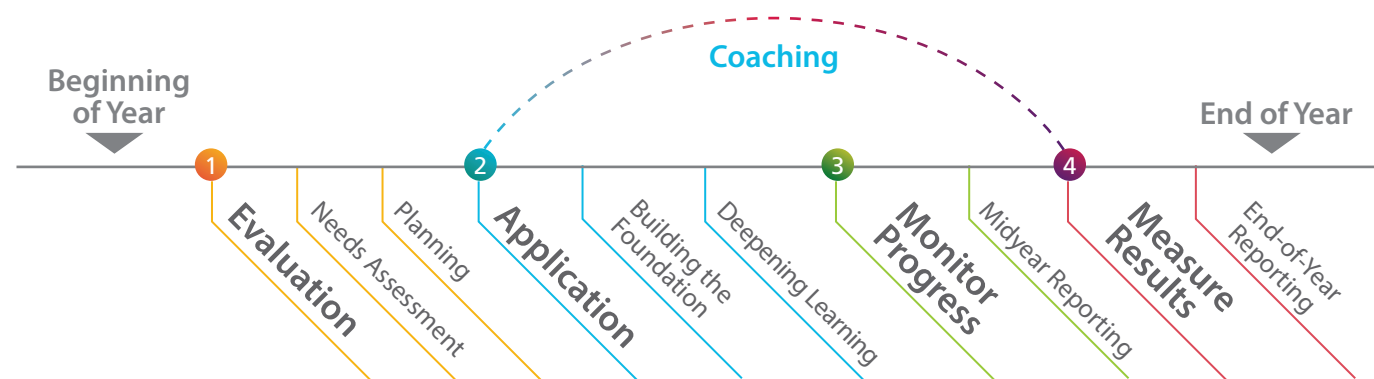 Coaching
Beginning
of Year
End of Year
1
2
3
4
Evaluation
Needs Assessment
Planning
Application
Building the
Foundation
Deepening Learning
Monitor
Progress
Midyear Reporting
Measure
Results
End-of-Year
Reporting